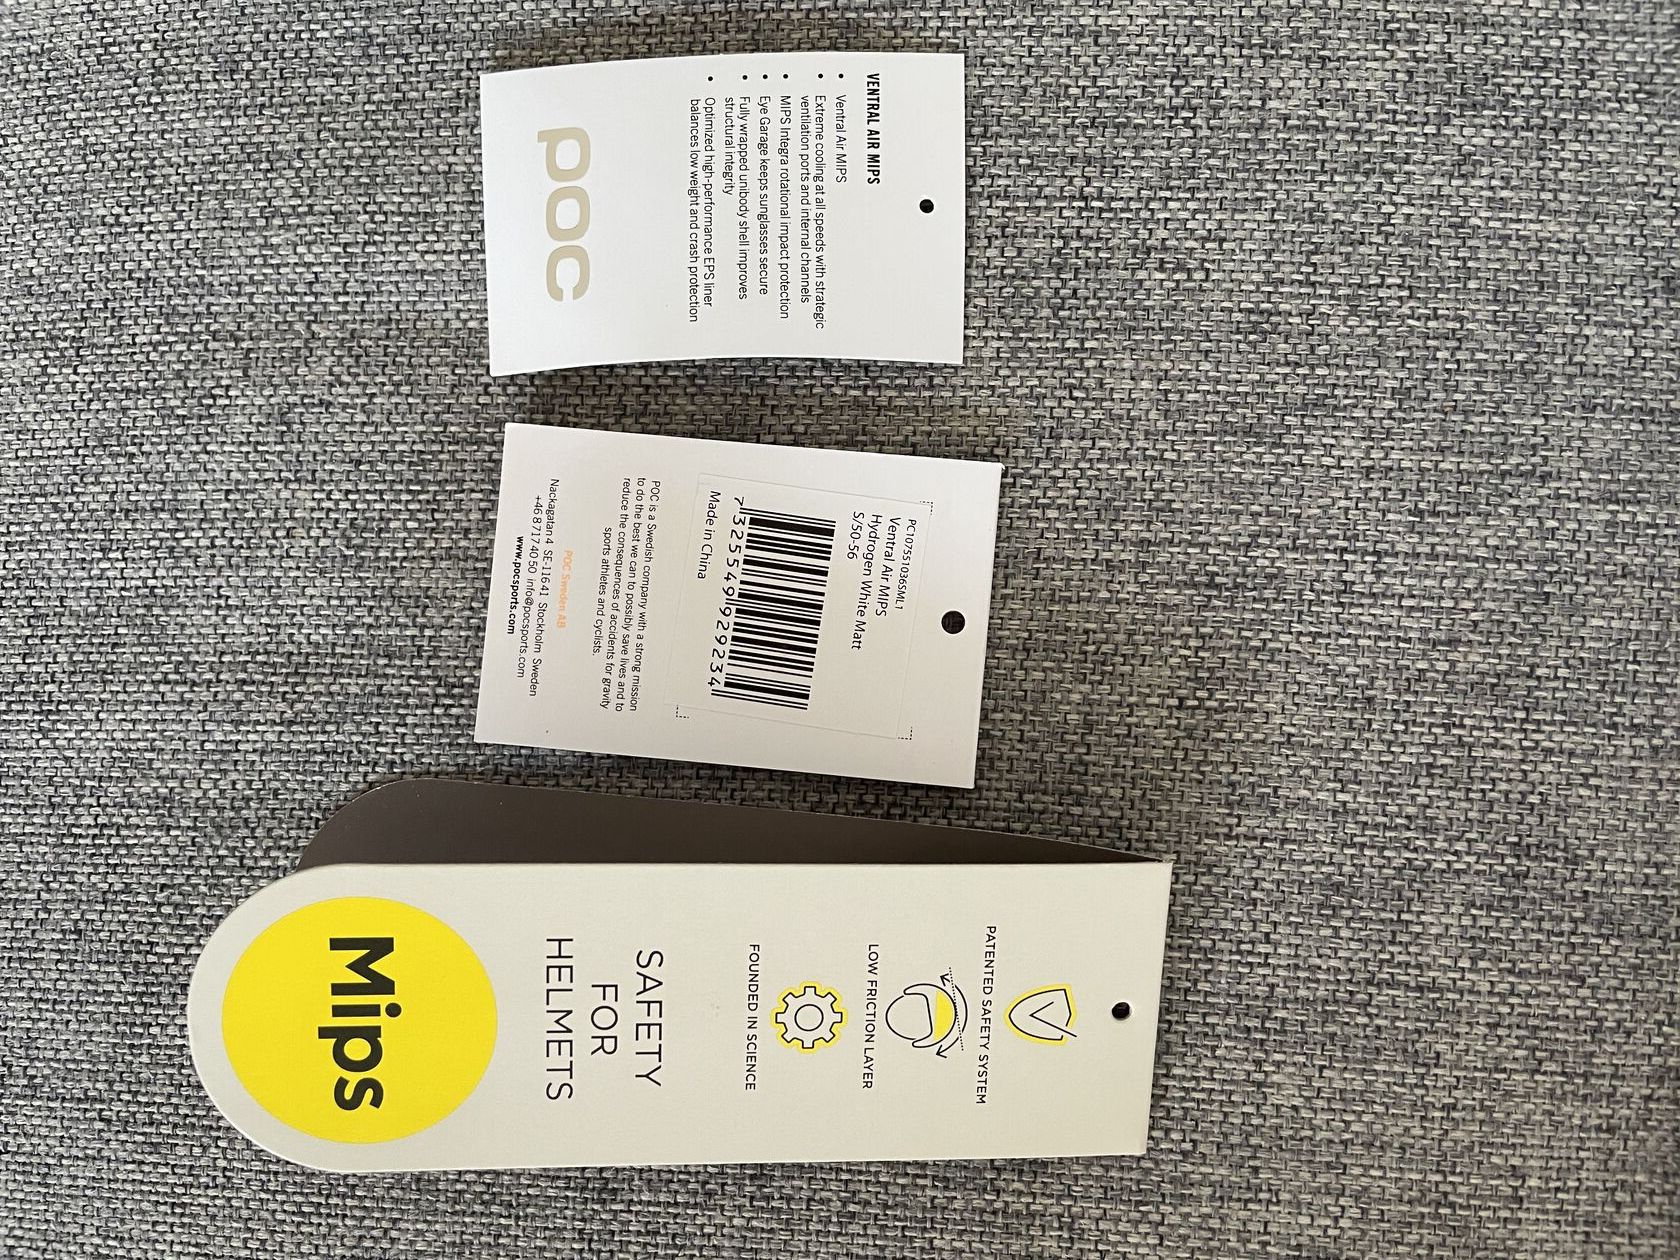 VENTRAL AIR MIPS
• Ventral Air MIPS
• Extreme cooling at all speeds with strategic
ventilation ports and internal channels
• MIPS Integra rotational impact protection
• Eye Garage keeps sunglasses secure
• Fully wrapped unibody shell improves
structural integrity
• Optimized high-performance EPS liner
balances low weight and crash protection
POC
PC107551036SML1
Ventral Air MIPS
Hydrogen White Matt
S/50-56
7325549929234
Made in China
POC is a Swedish company with a strong mission
to do the best we can to possibly save lives and to
reduce the consequences of accidents for gravity
sports athletes and cyclists.
POC Sweden AB
Nackagatan 4 SE-116 41 Stockholm Sweden
+46 8 717 40 50 info@pocsports.com
www.pocsports.com
PATENTED SAFETY SYSTEM
LOW FRICTION LAYER
FOUNDED IN SCIENCE
SAFETY
FOR
HELMETS
Mips